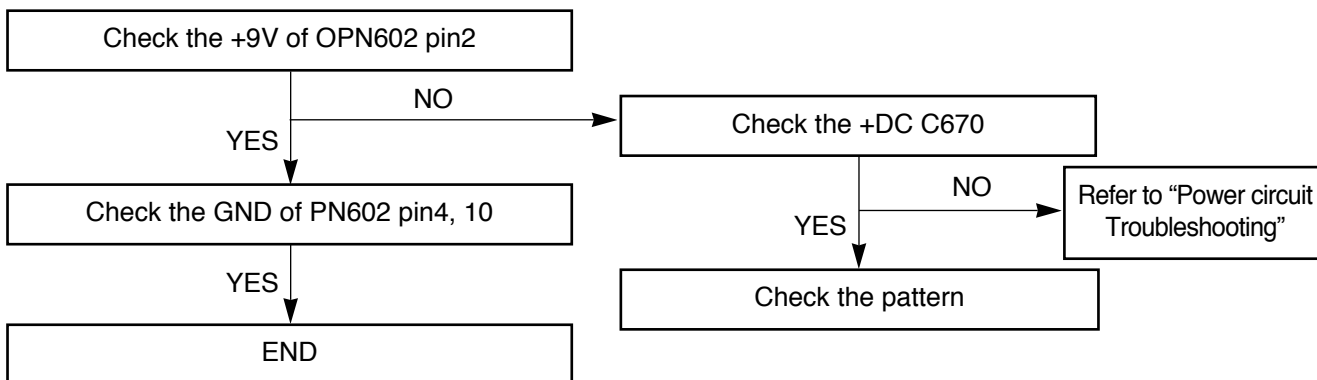 Check the +9V of OPN602 pin2
NO
YES
Check the +DC C670
NO
Refer to “Power circuit
Troubleshooting”
YES
Check the GND of PN602 pin4, 10
YES
Check the pattern
END